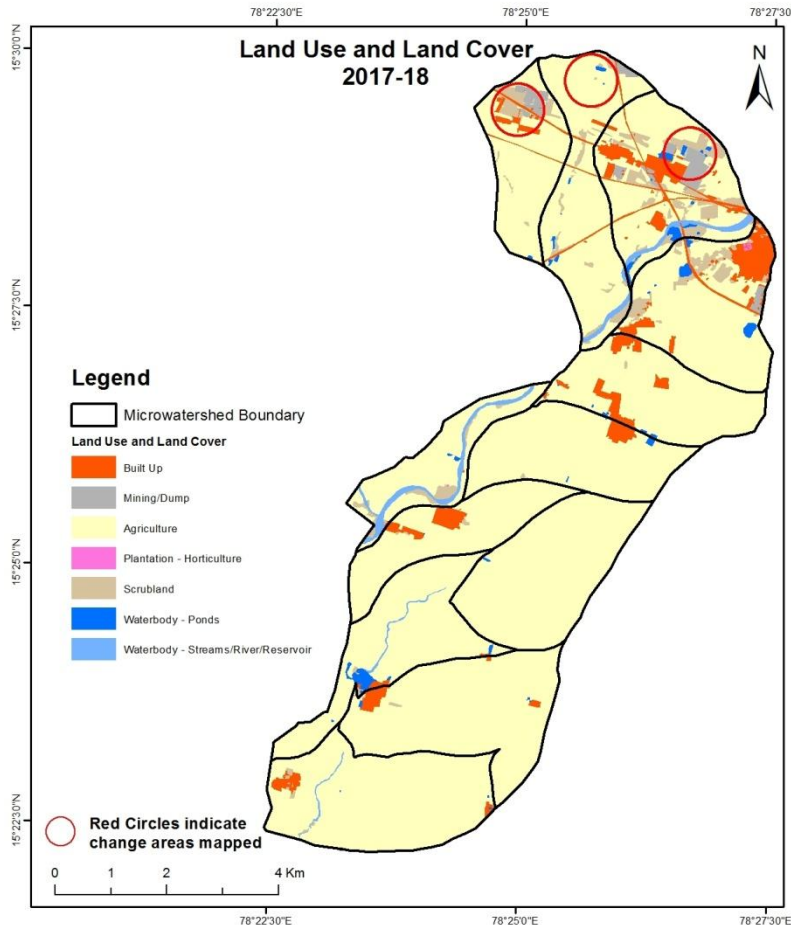 78°22'30"E
78°25'0"E
78°27'30"E
15°30'0"N
Land Use and Land Cover
2017-18
N
15°27'30"N
Legend
Microwatershed Boundary
Land Use and Land Cover
Built Up
Mining/Dump
Agriculture
Plantation - Horticulture
Scrubland
Waterbody - Ponds
Waterbody - Streams/River/Reservoir
15°25'0"N
15°22'30"N
Red Circles indicate
change areas mapped
0 1 2 4 Km
78°22'30"E
78°25'0"E
78°27'30"E